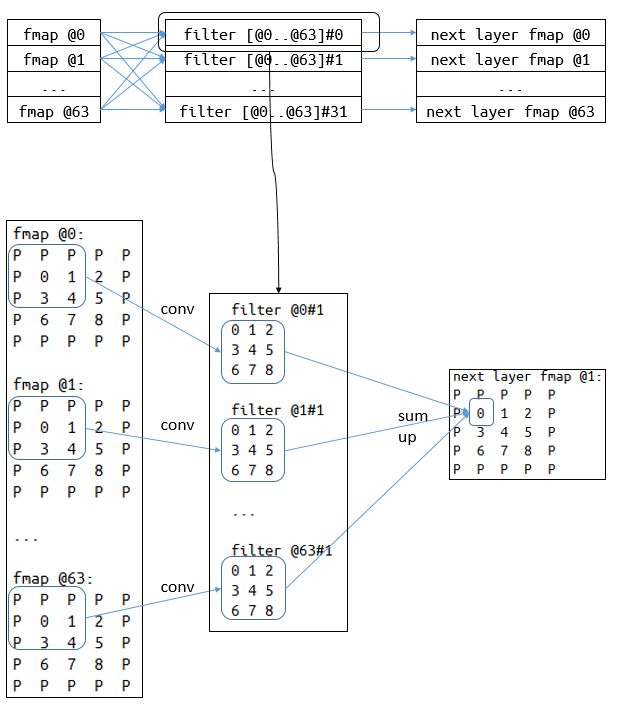 fmap @0 filter [@0..@63]#0 next layer fmap @0
fmap @1 filter [@0..@63]#1 next layer fmap @1
... ... ...
fmap @63 filter [@0..@63]#31 next layer fmap @63
fmap @0:
P P P P P
P 0 1 2 P
P 3 4 5 P
P 6 7 8 P
P P P P P
conv
fmap @1:
P P P P P
P 0 1 2 P
P 3 4 5 P
P 6 7 8 P
P P P P P
conv
...
fmap @63:
P P P P P
P 0 1 2 P
P 3 4 5 P
P 6 7 8 P
P P P P P
conv
filter @0#1
0 1 2
3 4 5
6 7 8
filter @1#1
0 1 2
3 4 5
6 7 8
...
filter @63#1
0 1 2
3 4 5
6 7 8
sum
up
next layer fmap @1:
P P P P P
P 0 1 2 P
P 3 4 5 P
P 6 7 8 P
P P P P P